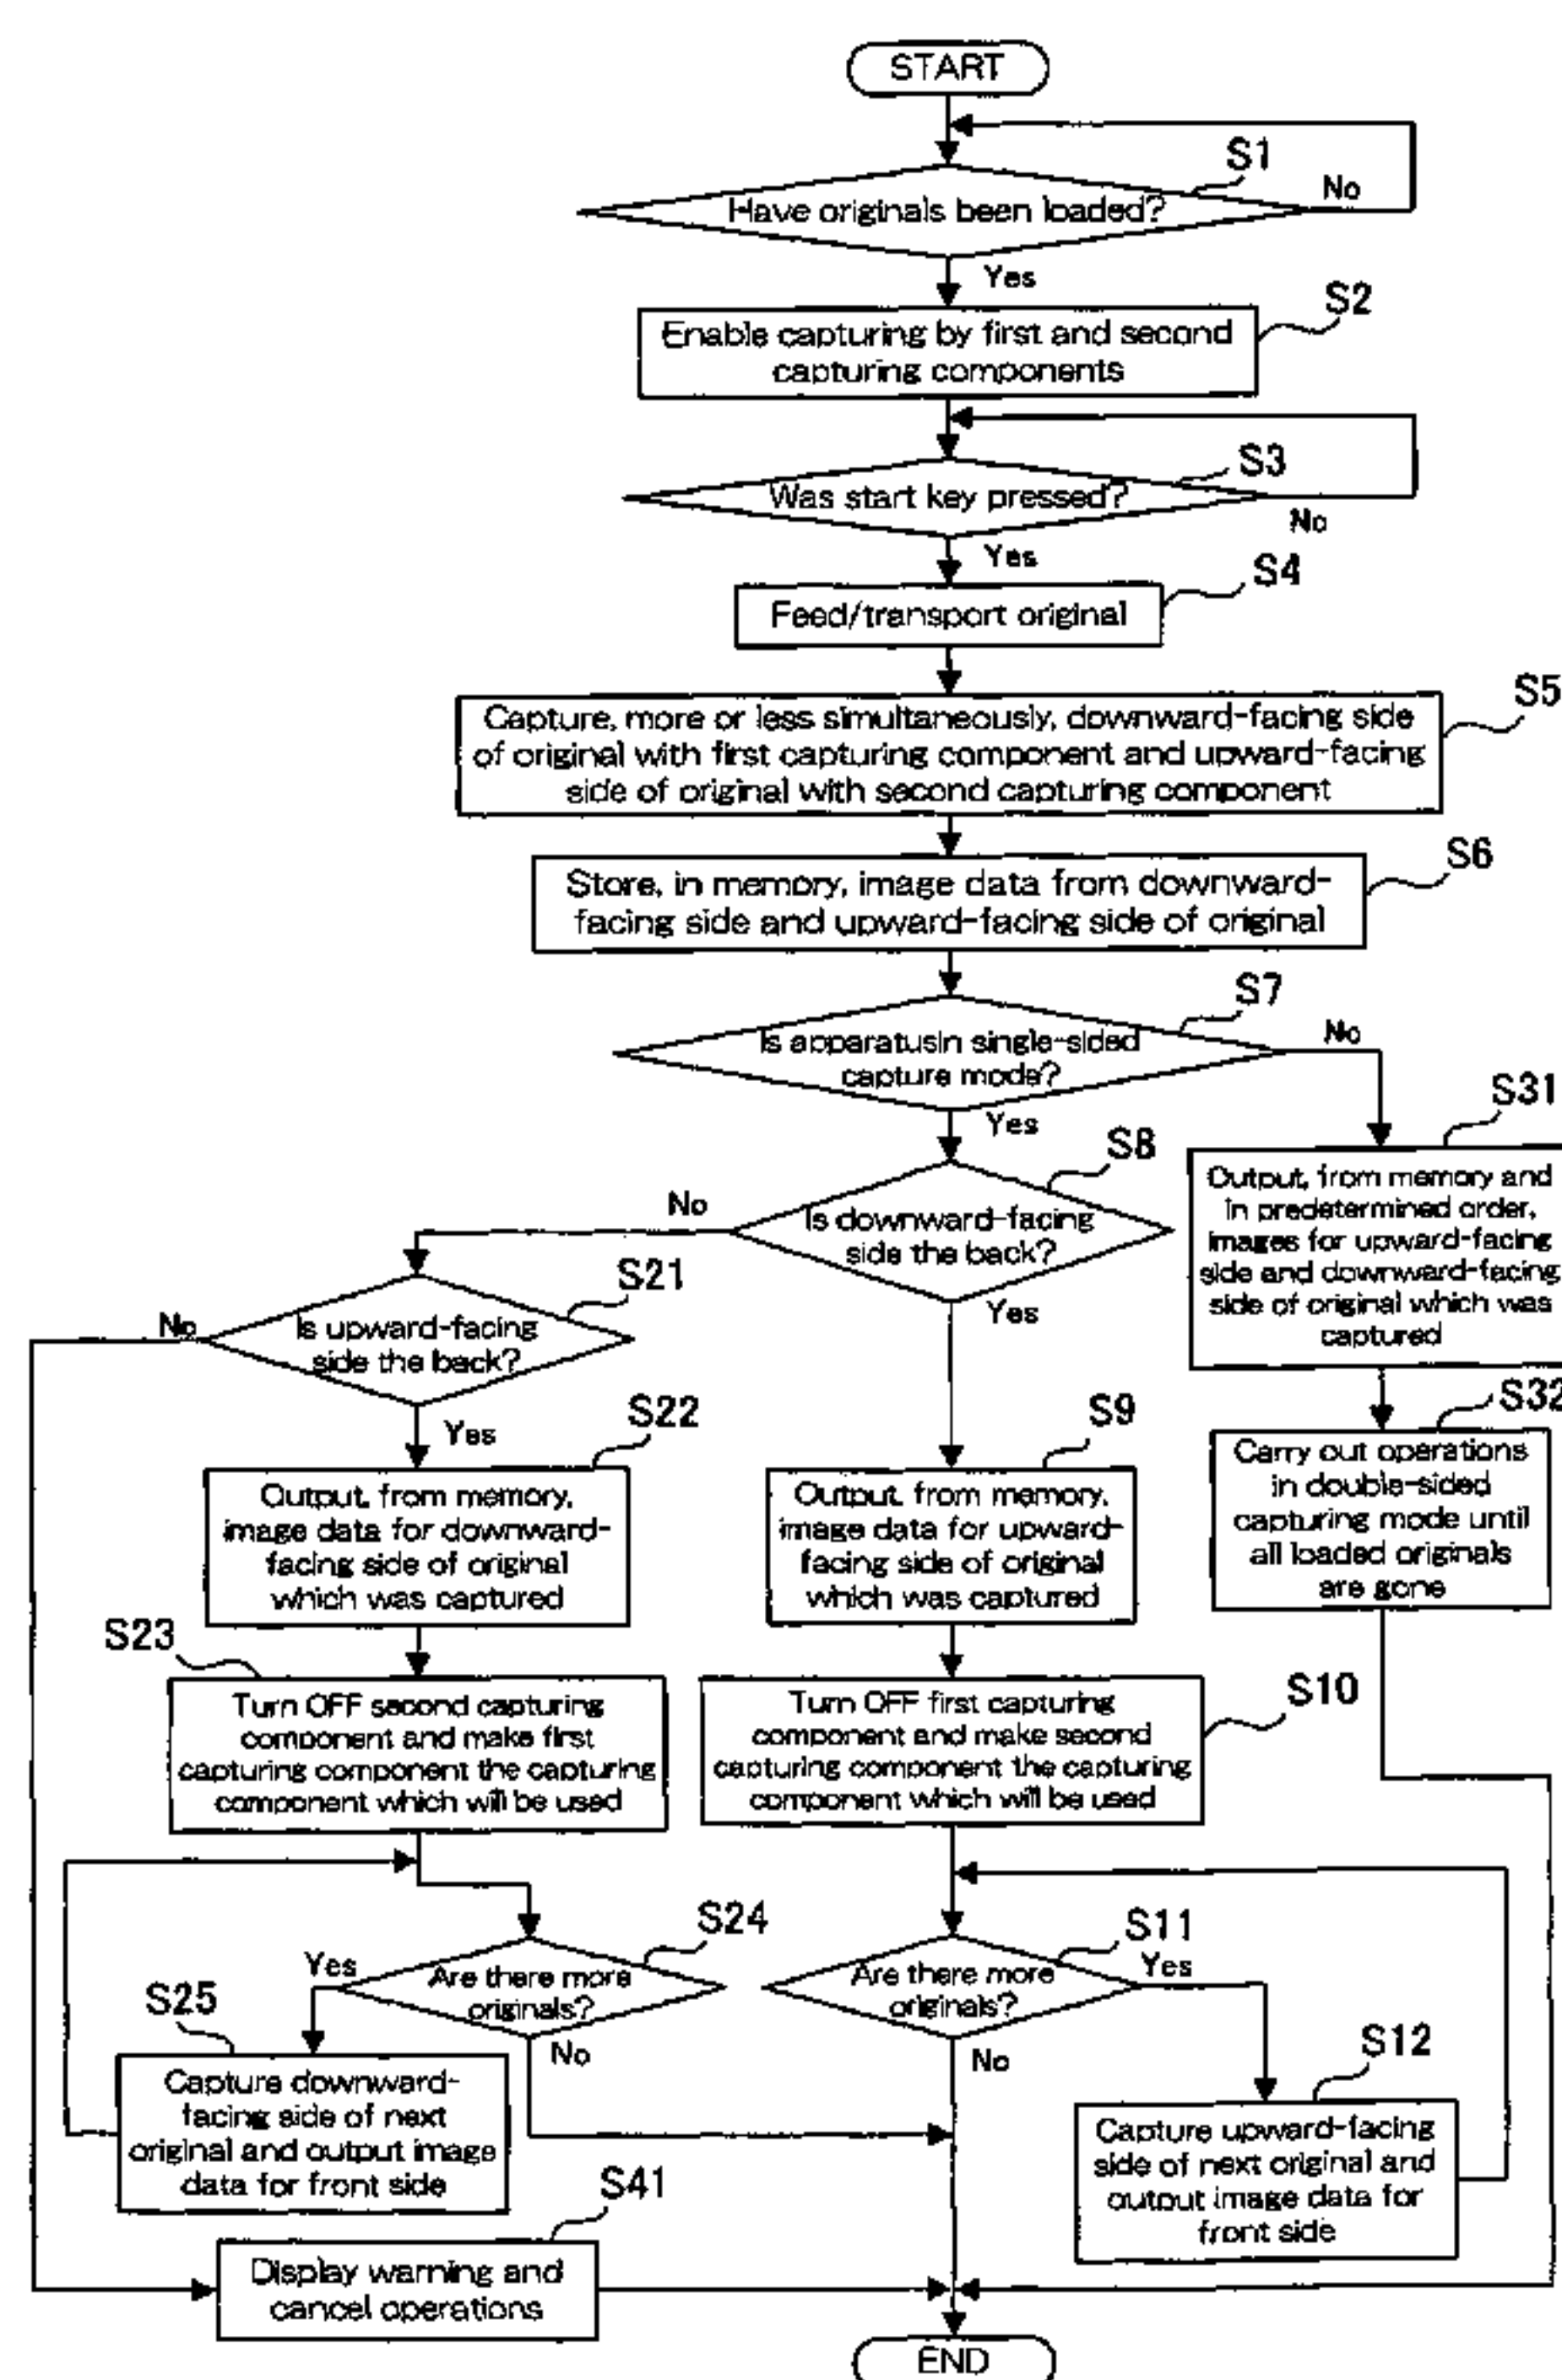 START
S1
Have originals been loaded?
No
Yes
S2
Enable capturing by first and second
capturing components
S3
Was start key pressed?
No
Yes
S4
Feed/transport original
S5
Capture, more or less simultaneously, downward-facing side
of original with first capturing component and upward-facing
side of original with second capturing component
S6
Store, in memory, image data from downward-
facing side and upward-facing side of original
S7
Is apparatusin single-sided
capture mode?
No
Yes
S31
Output, from memory and
in predetermined order,
images for upward-facing
side and downward-facing
side of original which was
captured
S8
Is downward-facing
side the back?
No
Yes
S21
Is upward-facing
side the back?
No
Yes
S32
Carry out operations
in double-sided
capturing mode until
all loaded originals
are gone
S22
Output, from memory,
image data for downward-
facing side of original
which was captured
S9
Output, from memory,
image data for upward-
facing side of original
which was captured
S23
Turn OFF second capturing
component and make first
capturing component the capturing
component which will be used
S10
Turn OFF first capturing
component and make second
capturing component the capturing
component which will be used
S24
Are there more
originals?
Yes
No
S11
Are there more
originals?
Yes
No
S25
Capture downward-
facing side of next
original and output image
data for front side
S12
Capture upward-facing
side of next original and
output image data for
front side
S41
Display warning and
cancel operations
END